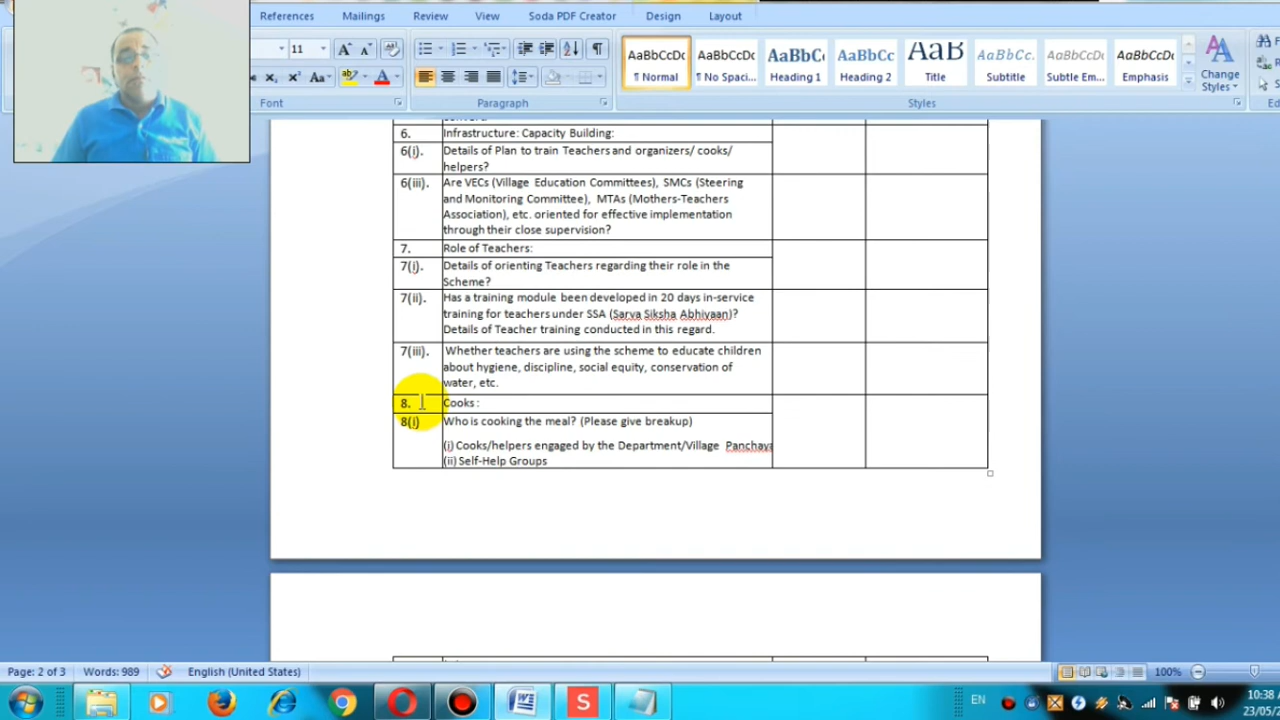 References Mailings Review View Soda PDF Creator Design Layout
11
AaBbCcDc AaBbCcDc AaBbC AaBbCc AaB AaBbCc. AaBbCcDc AaBbCcDc
¶ Normal ¶ No Spaci... Heading 1 Heading 2 Title Subtitle Subtle Em... Emphasis
Change
Styles
Font Paragraph Styles
6. Infrastructure: Capacity Building:
6(i). Details of Plan to train Teachers and organizers/ cooks/
helpers?
6(iii). Are VECs (Village Education Committees), SMCs (Steering
and Monitoring Committee), MTAs (Mothers-Teachers
Association), etc. oriented for effective implementation
through their close supervision?
7. Role of Teachers:
7(i). Details of orienting Teachers regarding their role in the
Scheme?
7(ii). Has a training module been developed in 20 days in-service
training for teachers under SSA (Sarva Siksha Abhiyaan)?
Details of Teacher training conducted in this regard.
7(iii). Whether teachers are using the scheme to educate children
about hygiene, discipline, social equity, conservation of
water, etc.
8. Cooks :
8(i) Who is cooking the meal? (Please give breakup)
(i) Cooks/helpers engaged by the Department/Village Panchaya
(ii) Self-Help Groups
Page: 2 of 3 Words: 989 English (United States) 100%
EN
10:38
23/05